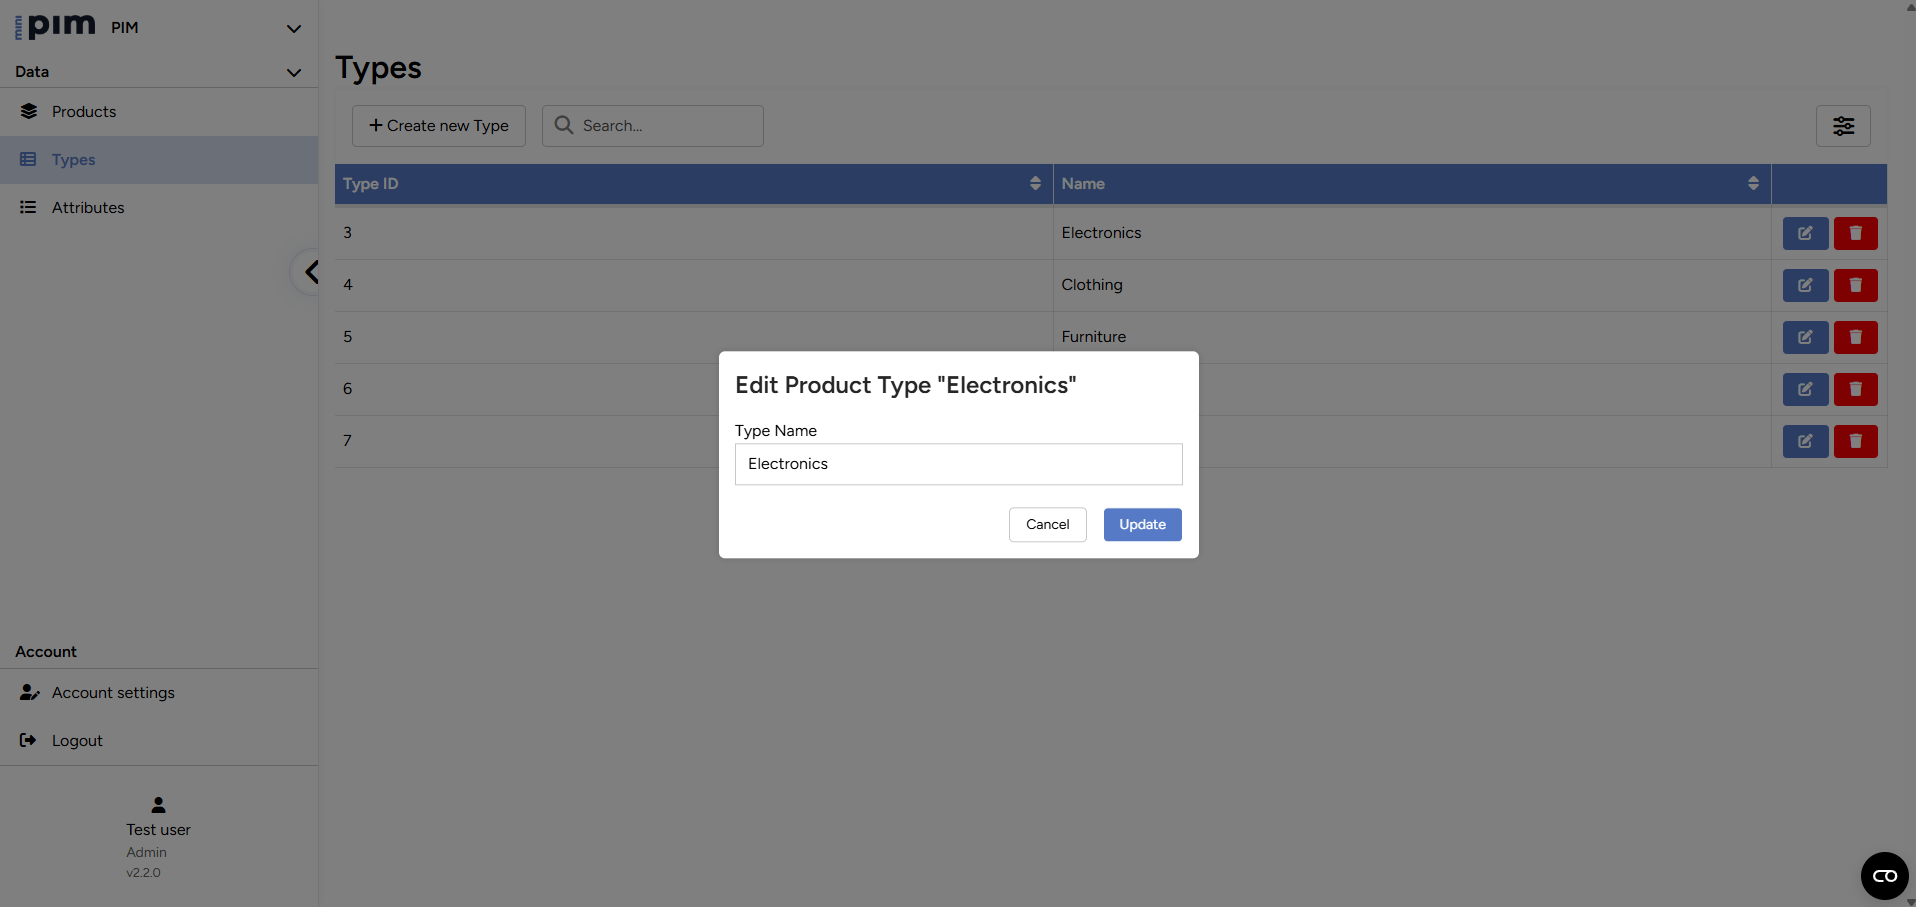 mini pim PIM
Data
Products
Types
Attributes
Account
Account settings
Logout
Test user
Admin
v2.2.0
Types
Create new Type
Search...
Type ID Name
3 Electronics
4 Clothing
5 Furniture
6
7
Edit Product Type "Electronics"
Type Name
Electronics
Cancel Update